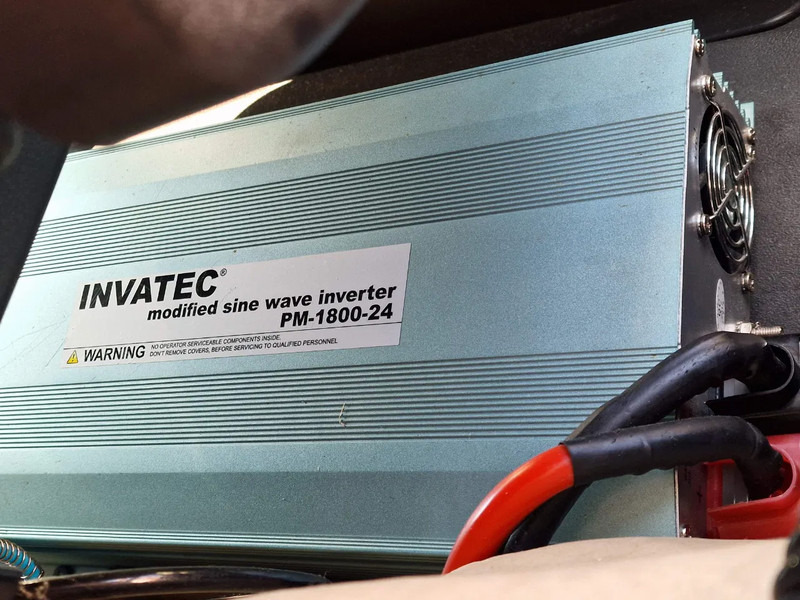 INVATEC®
modified sine wave inverter
PM-1800-24
WARNING
NO OPERATOR SERVICEABLE COMPONENTS INSIDE.
DON'T REMOVE COVERS, BEFORE SERVICING TO QUALIFIED PERSONNEL